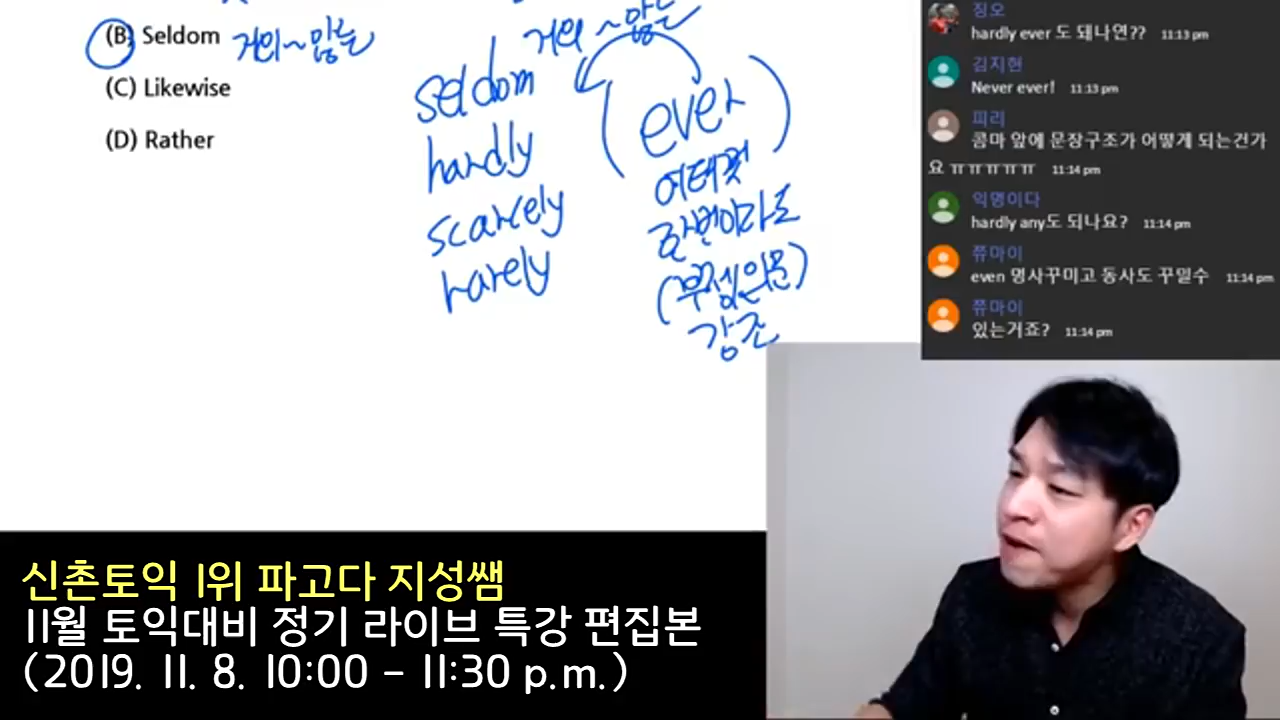 (B) Seldom 거의~않는
(C) Likewise
(D) Rather
거의 ~않는
seldom (ever)
hardly
scarcely
rarely
여태껏
한번이라도
(부정,의문)
강조
징오
hardly ever 도 돼나연?? 11:13 pm
김지현
Never ever! 11:13 pm
피리
콤마 앞에 문장구조가 어떻게 되는건가
요 ㅠㅠㅠㅠㅠ 11:14 pm
익명이다
hardly any도 되나요? 11:14 pm
쮸마이
even 명사꾸미고 동사도 꾸밀수 11:14 pm
쮸마이
있는거죠? 11:14 pm
신촌토익 1위 파고다 지성쌤
11월 토익대비 정기 라이브 특강 편집본
(2019. 11. 8. 10:00 - 11:30 p.m.)